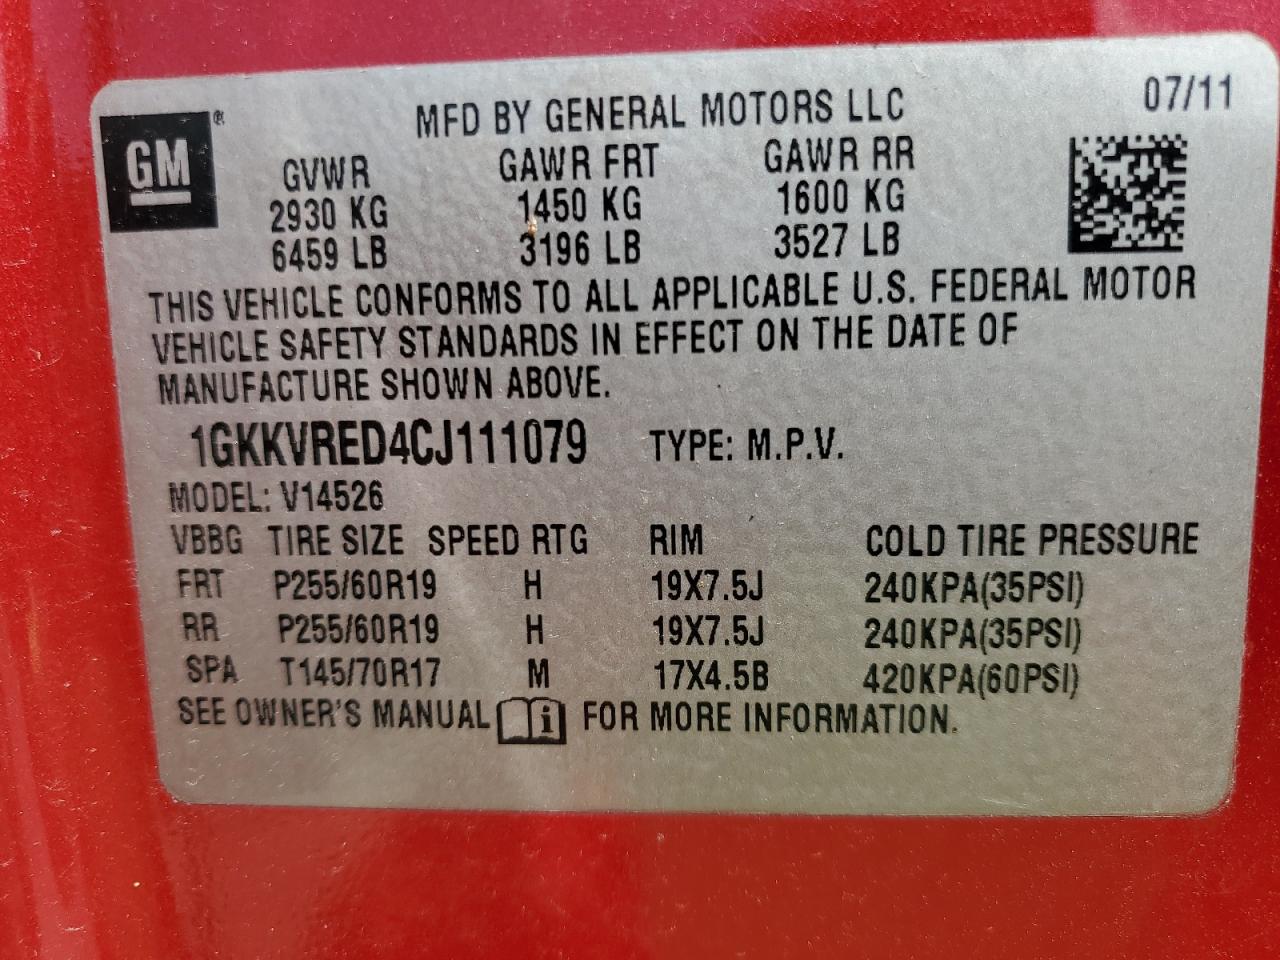 07/11
GM®
MFD BY GENERAL MOTORS LLC
GVWR GAWR FRT GAWR RR
2930 KG 1450 KG 1600 KG
6459 LB 3196 LB 3527 LB
THIS VEHICLE CONFORMS TO ALL APPLICABLE U.S. FEDERAL MOTOR
VEHICLE SAFETY STANDARDS IN EFFECT ON THE DATE OF
MANUFACTURE SHOWN ABOVE.
1GKKVRED4CJ111079 TYPE: M.P.V.
MODEL: V14526
VBBG TIRE SIZE SPEED RTG RIM COLD TIRE PRESSURE
FRT P255/60R19 H 19X7.5J 240KPA(35PSI)
RR P255/60R19 H 19X7.5J 240KPA(35PSI)
SPA T145/70R17 M 17X4.5B 420KPA(60PSI)
SEE OWNER'S MANUAL i FOR MORE INFORMATION.